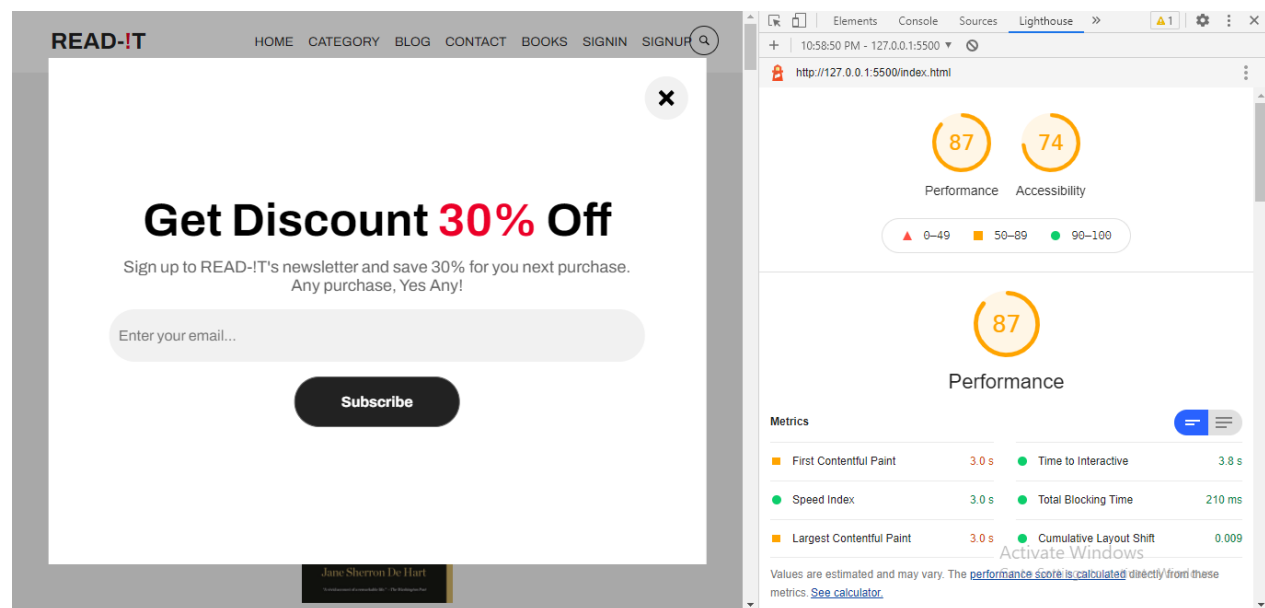 READ-!T
HOME CATEGORY BLOG CONTACT BOOKS SIGNIN SIGNUP
Get Discount 30% Off
Sign up to READ-!T's newsletter and save 30% for you next purchase.
Any purchase, Yes Any!
Enter your email...
Subscribe
Jane Sherron De Hart
Elements Console Sources Lighthouse » 1
10:58:50 PM - 127.0.0.1:5500
http://127.0.0.1:5500/index.html
87 74
Performance Accessibility
0–49 50–89 90–100
87
Performance
Metrics
First Contentful Paint 3.0 s Time to Interactive 3.8 s
Speed Index 3.0 s Total Blocking Time 210 ms
Largest Contentful Paint 3.0 s Cumulative Layout Shift 0.009
Activate Windows
Values are estimated and may vary. The performance score is calculated directly from these
metrics. See calculator.